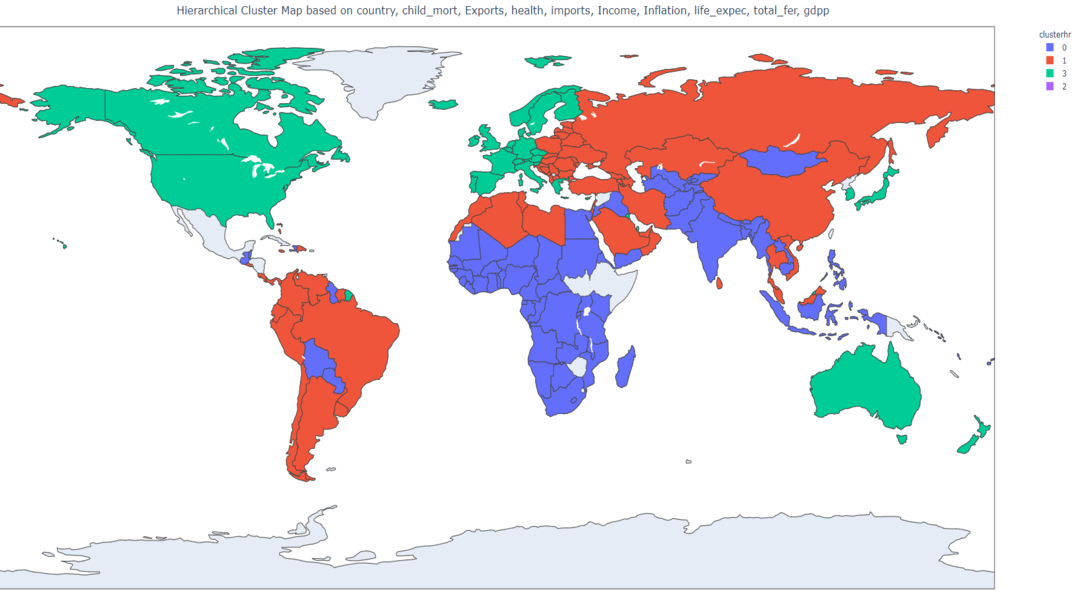 Hierarchical Cluster Map based on country, child_mort, Exports, health, imports, Income, Inflation, life_expec, total_fer, gdpp
clusterhr
0
1
3
2